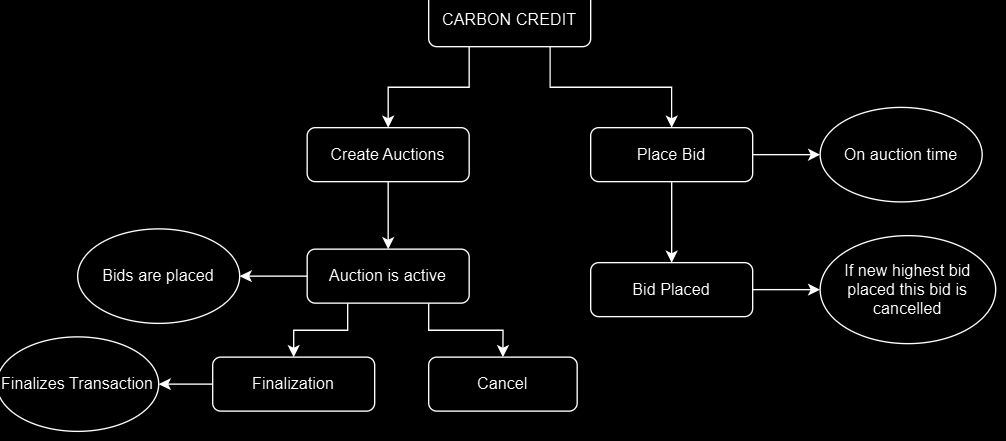 CARBON CREDIT
Create Auctions
Place Bid
On auction time
Bids are placed
Auction is active
Bid Placed
If new highest bid
placed this bid is
cancelled
Finalizes Transaction
Finalization
Cancel